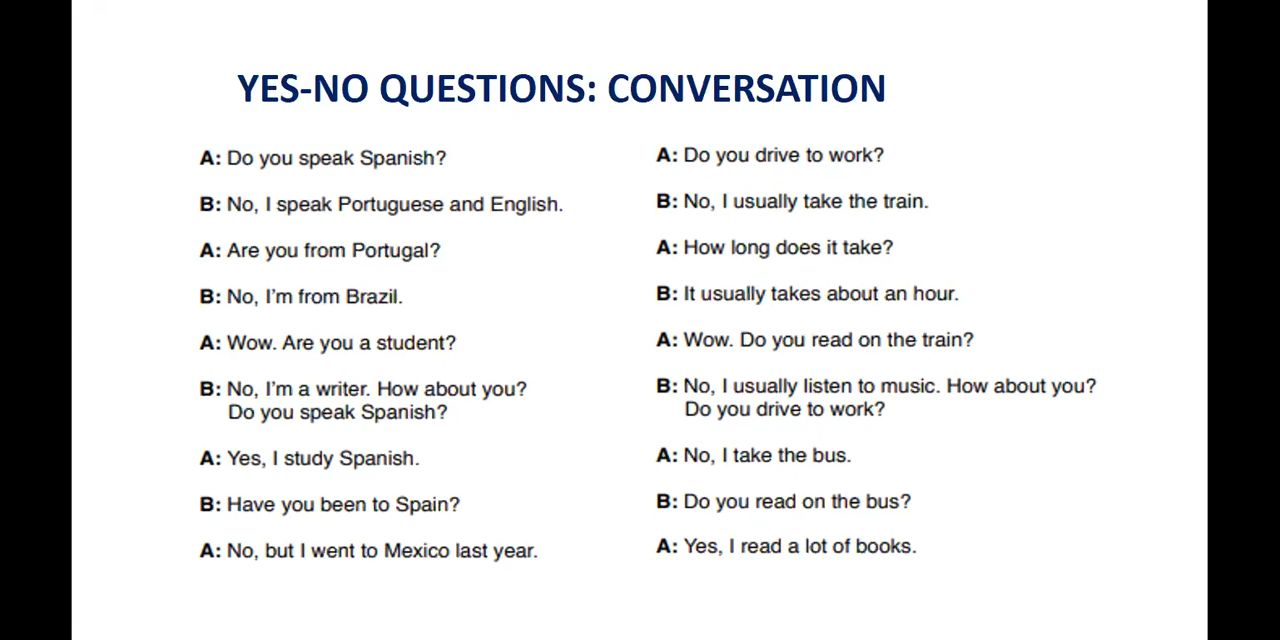 YES-NO QUESTIONS: CONVERSATION
A: Do you speak Spanish?
B: No, I speak Portuguese and English.
A: Are you from Portugal?
B: No, I'm from Brazil.
A: Wow. Are you a student?
B: No, I'm a writer. How about you?
Do you speak Spanish?
A: Yes, I study Spanish.
B: Have you been to Spain?
A: No, but I went to Mexico last year.
A: Do you drive to work?
B: No, I usually take the train.
A: How long does it take?
B: It usually takes about an hour.
A: Wow. Do you read on the train?
B: No, I usually listen to music. How about you?
Do you drive to work?
A: No, I take the bus.
B: Do you read on the bus?
A: Yes, I read a lot of books.